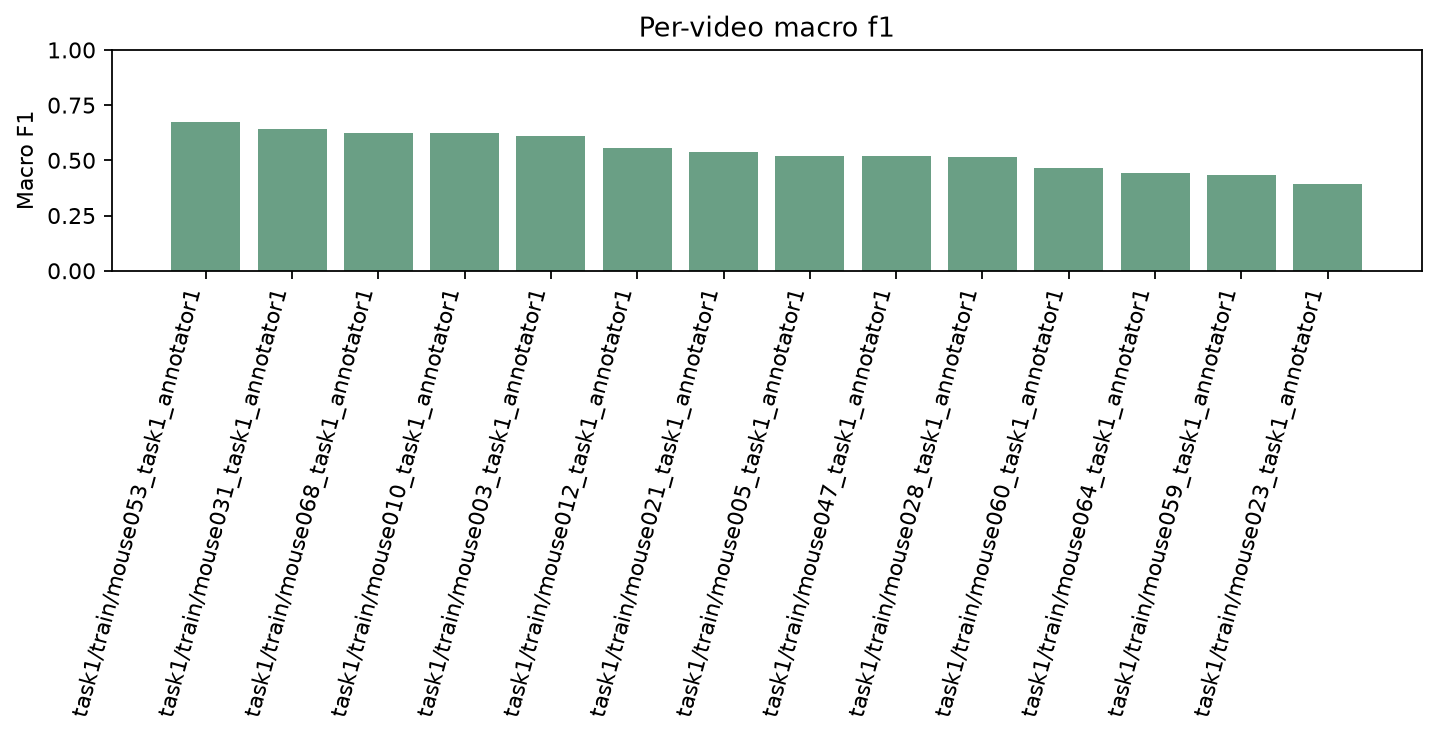 Per-video macro f1
Macro F1
1.00
0.75
0.50
0.25
0.00
task1/train/mouse053_task1_annotator1
task1/train/mouse031_task1_annotator1
task1/train/mouse068_task1_annotator1
task1/train/mouse010_task1_annotator1
task1/train/mouse003_task1_annotator1
task1/train/mouse012_task1_annotator1
task1/train/mouse021_task1_annotator1
task1/train/mouse005_task1_annotator1
task1/train/mouse047_task1_annotator1
task1/train/mouse028_task1_annotator1
task1/train/mouse060_task1_annotator1
task1/train/mouse064_task1_annotator1
task1/train/mouse059_task1_annotator1
task1/train/mouse023_task1_annotator1